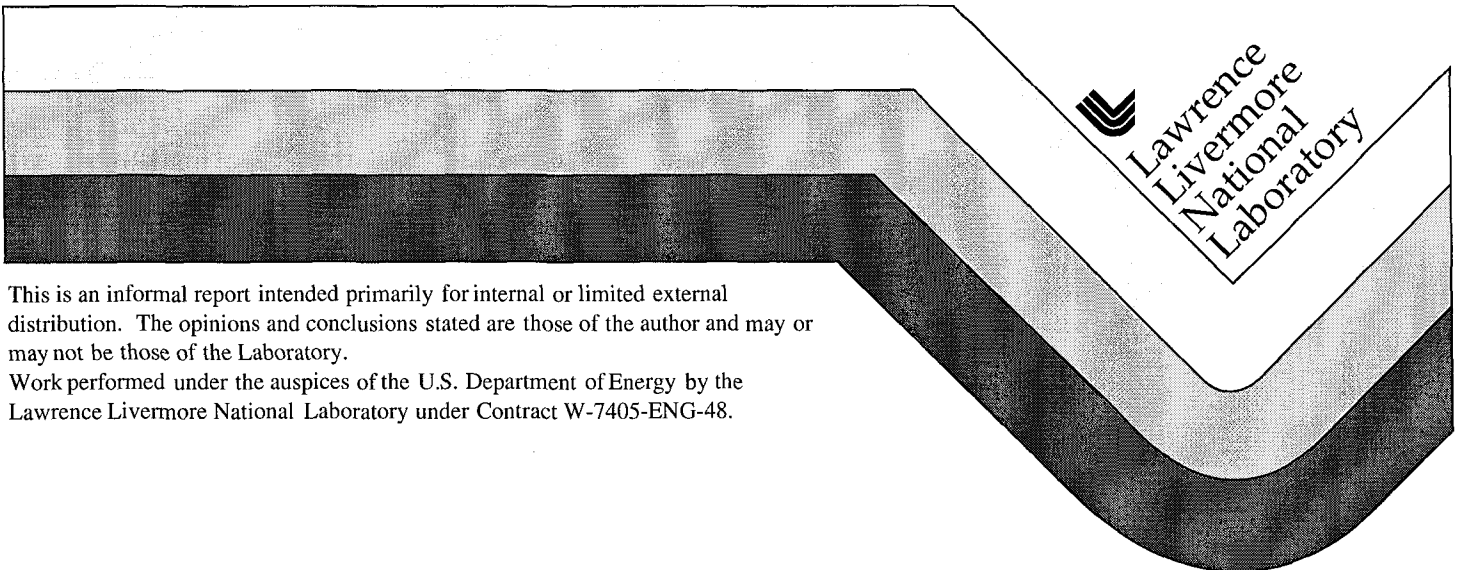 Lawrence
Livermore
National
Laboratory
This is an informal report intended primarily for internal or limited external
distribution. The opinions and conclusions stated are those of the author and may or
may not be those of the Laboratory.
Work performed under the auspices of the U.S. Department of Energy by the
Lawrence Livermore National Laboratory under Contract W-7405-ENG-48.